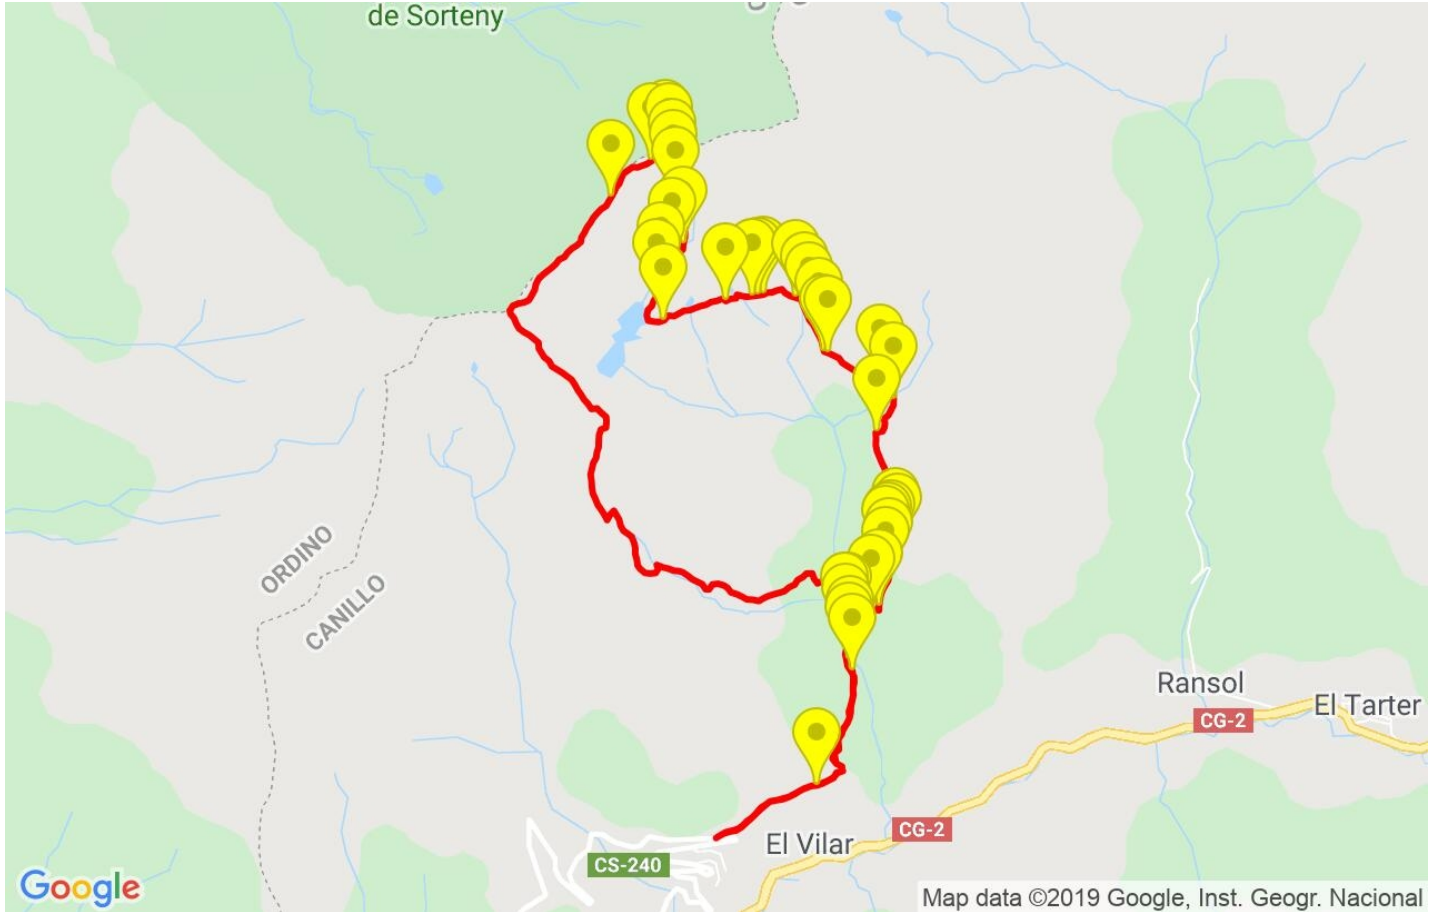 de Sorteny
ORDINO
CANILLO
Ransol
El Tarter
CG-2
CG-2
El Vilar
CS-240
Google
Map data ©2019 Google, Inst. Geogr. Nacional